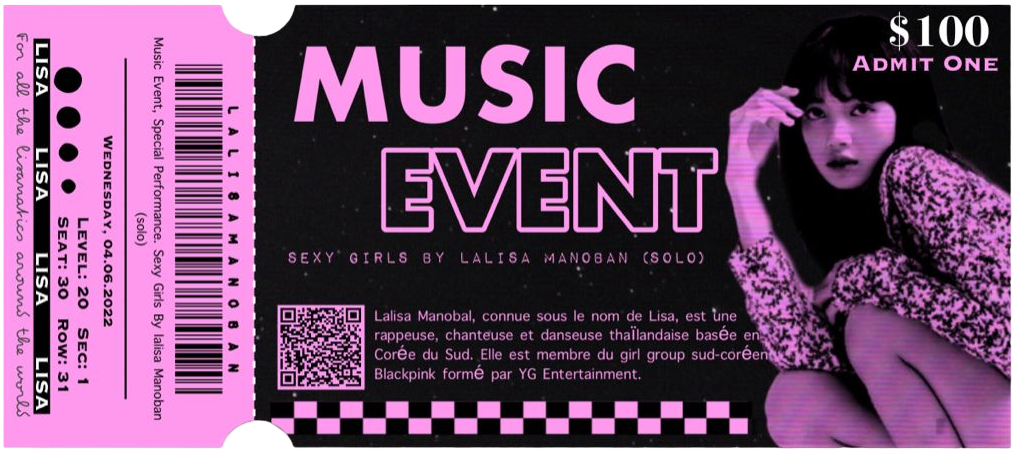 For all the lisanatics around the world
LISA LISA LISA LISA
LEVEL: 20 SEC: 1
SEAT: 30 ROW: 31
WEDNESDAY, 04.06.2022
Music Event, Special Performance. Sexy Girls By lalisa Manoban
(solo)
LALI8AMANOBAN
MUSIC
EVENT
SEXY GIRLS BY LALISA MANOBAN (SOLO)
Lalisa Manobal, connue sous le nom de Lisa, est une
rappeuse, chanteuse et danseuse thaïlandaise basée en
Corée du Sud. Elle est membre du girl group sud-coréen
Blackpink formé par YG Entertainment.
$100
ADMIT ONE